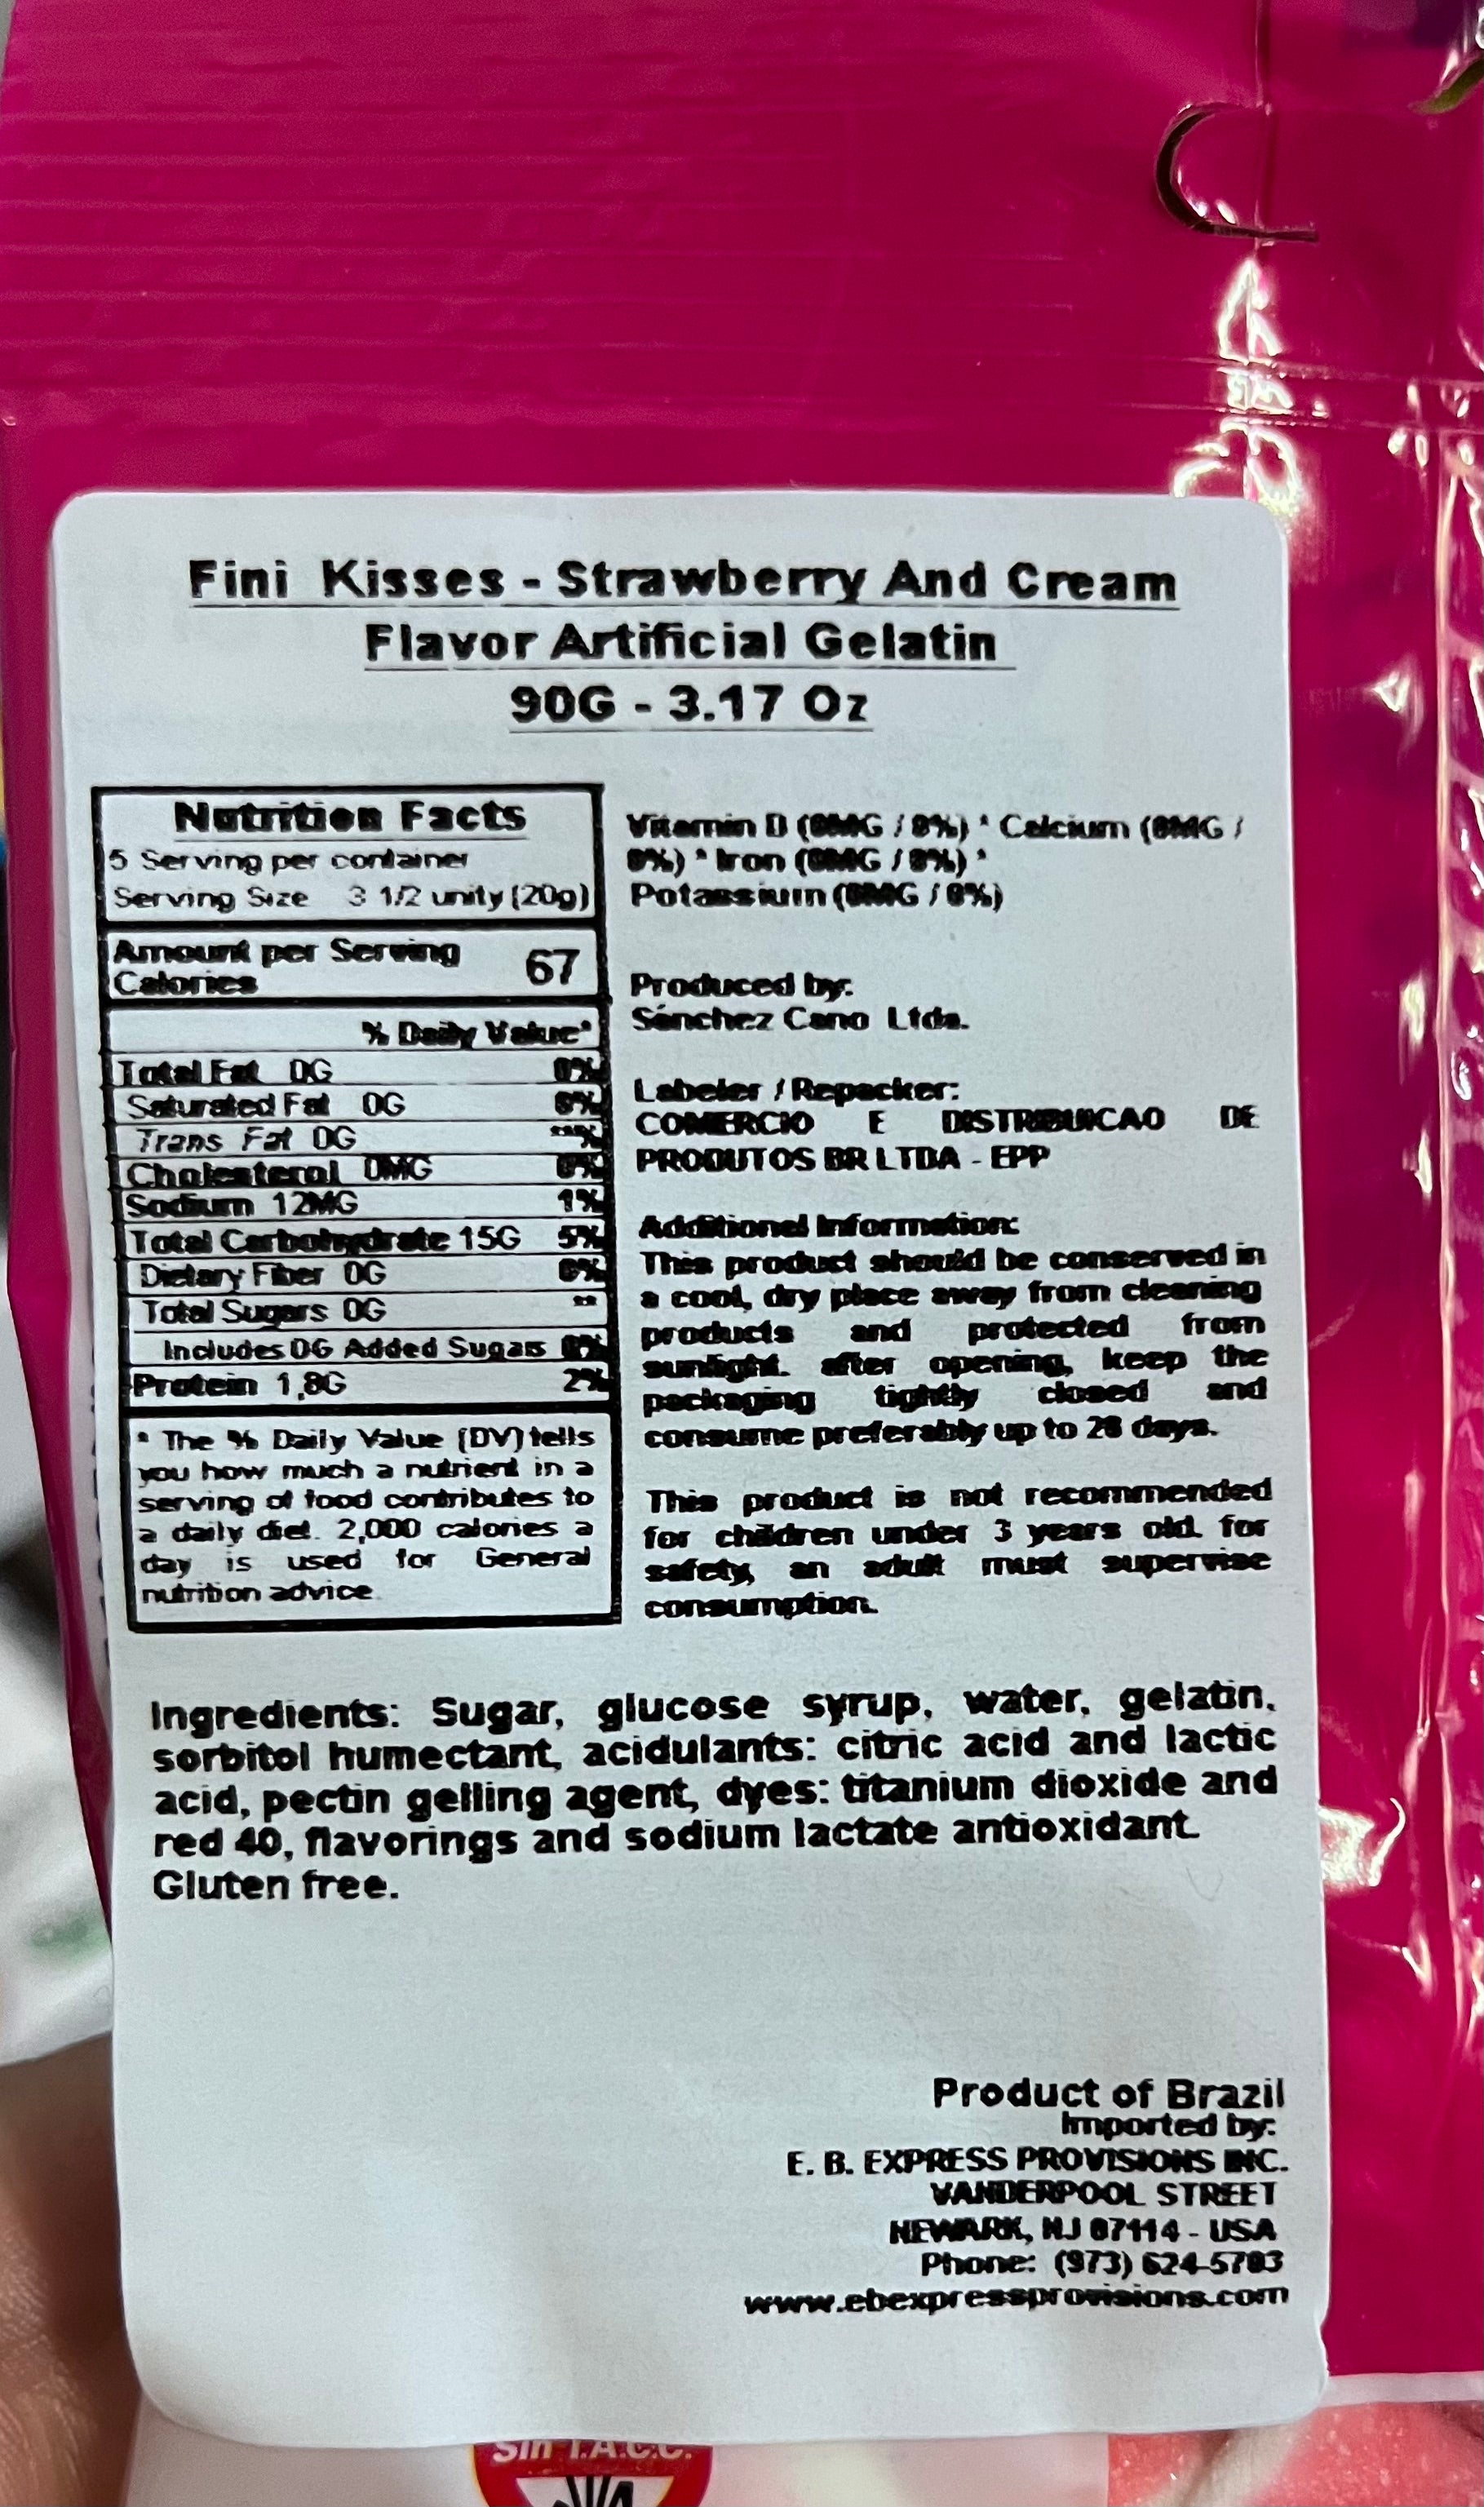 Fini Kisses - Strawberry And Cream
Flavor Artificial Gelatin
90G - 3.17 Oz
Nutrition Facts
5 Serving per container
Serving Size 3 1/2 unity (20g)
Amount per Serving
Calories 67
% Daily Value*
Total Fat 0G 0%
Saturated Fat 0G 0%
Trans Fat 0G **%
Cholesterol 0MG 0%
Sodium 12MG 1%
Total Carbohydrate 15G 5%
Dietary Fiber 0G 0%
Total Sugars 0G **
Includes 0G Added Sugars 0%
Protein 1,8G 2%
* The % Daily Value (DV) tells
you how much a nutrient in a
serving of food contributes to
a daily diet. 2,000 calories a
day is used for General
nutrition advice.
Vitamin D (0MG / 0%) * Calcium (0MG /
0%) * Iron (0MG / 0%) *
Potassium (0MG / 0%)
Produced by:
Sánchez Cano Ltda.
Labeler / Repacker:
COMERCIO E DISTRIBUICAO DE
PRODUTOS BR LTDA - EPP
Additional Information:
This product should be conserved in
a cool, dry place away from cleaning
products and protected from
sunlight. after opening, keep the
packaging tightly closed and
consume preferably up to 28 days.
This product is not recommended
for children under 3 years old. for
safety, an adult must supervise
consumption.
Ingredients: Sugar, glucose syrup, water, gelatin,
sorbitol humectant, acidulants: citric acid and lactic
acid, pectin gelling agent, dyes: titanium dioxide and
red 40, flavorings and sodium lactate antioxidant.
Gluten free.
Product of Brazil
Imported by:
E. B. EXPRESS PROVISIONS INC.
VANDERPOOL STREET
NEWARK, NJ 07114 - USA
Phone: (973) 624-5703
www.ebexpressprovisions.com
Sin T.A.C.C.